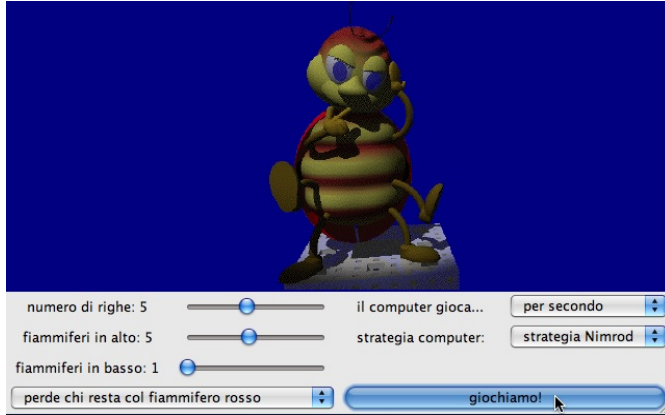 numero di righe: 5
il computer gioca...
per secondo
fiammiferi in alto: 5
strategia computer:
strategia Nimrod
fiammiferi in basso: 1
perde chi resta col fiammifero rosso
giochiamo!